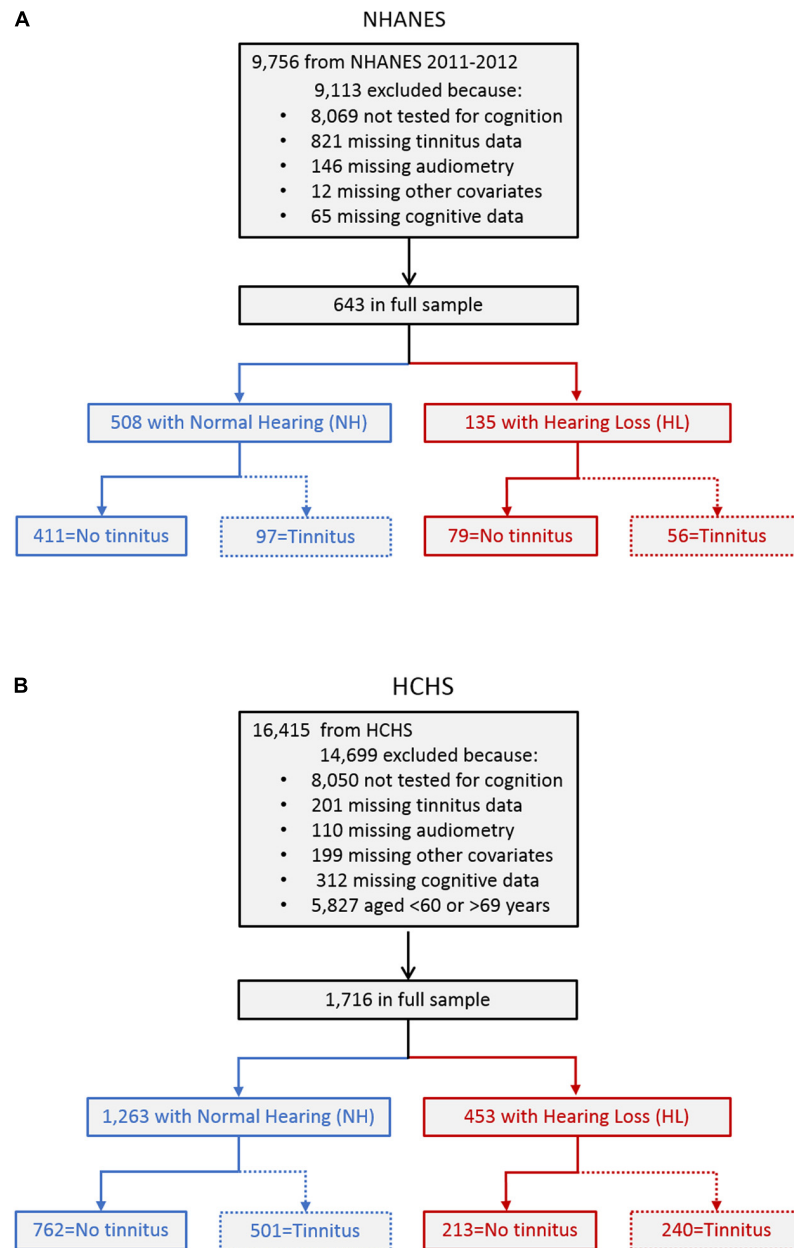 A
NHANES
9,756 from NHANES 2011-2012
9,113 excluded because:
• 8,069 not tested for cognition
• 821 missing tinnitus data
• 146 missing audiometry
• 12 missing other covariates
• 65 missing cognitive data
643 in full sample
508 with Normal Hearing (NH)
135 with Hearing Loss (HL)
411=No tinnitus
97=Tinnitus
79=No tinnitus
56=Tinnitus
B
HCHS
16,415 from HCHS
14,699 excluded because:
• 8,050 not tested for cognition
• 201 missing tinnitus data
• 110 missing audiometry
• 199 missing other covariates
• 312 missing cognitive data
• 5,827 aged <60 or >69 years
1,716 in full sample
1,263 with Normal Hearing (NH)
453 with Hearing Loss (HL)
762=No tinnitus
501=Tinnitus
213=No tinnitus
240=Tinnitus